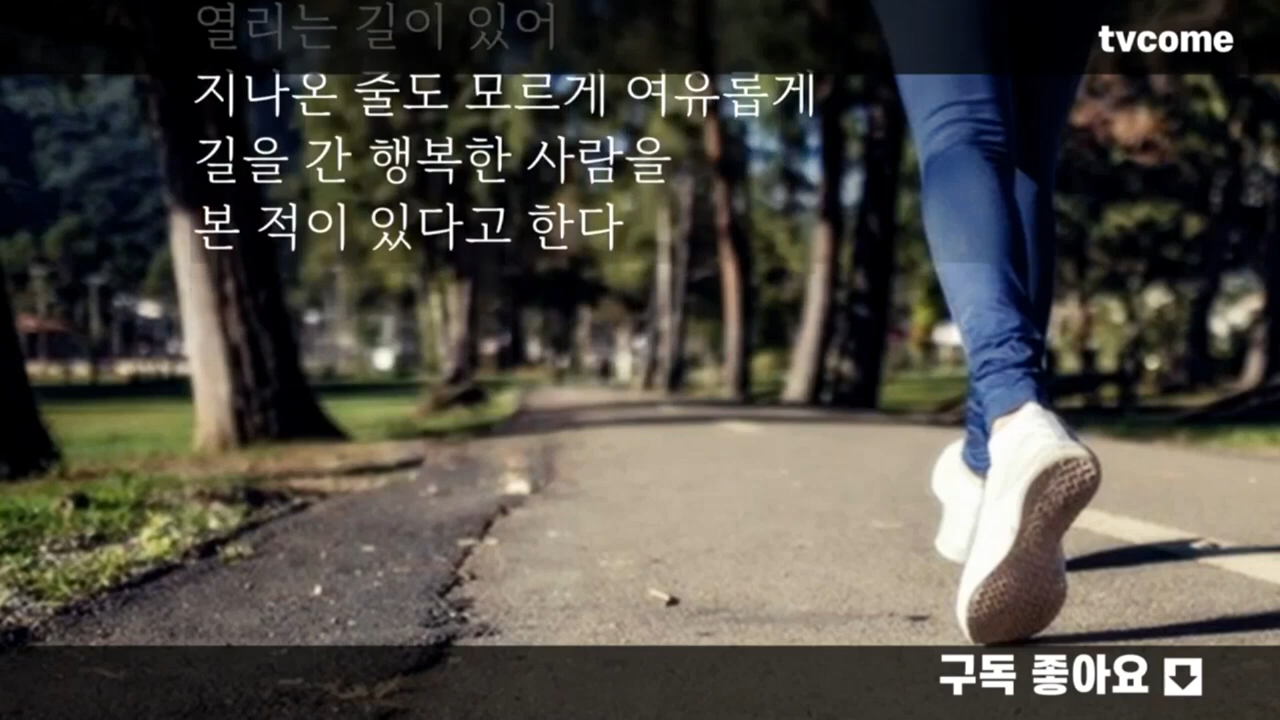 열리는 길이 있어
tvcome
지나온 줄도 모르게 여유롭게
길을 간 행복한 사람을
본 적이 있다고 한다
구독 좋아요